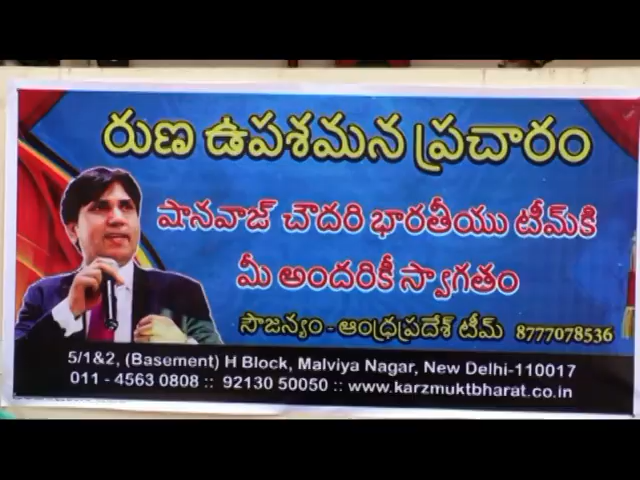 రుణ ఉపశమన ప్రచారం
షానవాజ్ చౌదరి భారతీయు టీమ్‌కి
మీ అందరికీ స్వాగతం
సౌజన్యం - ఆంధ్రప్రదేశ్ టీమ్ 8777078536
5/1&2, (Basement) H Block, Malviya Nagar, New Delhi-110017
011 - 4563 0808 :: 92130 50050 :: www.karzmuktbharat.co.in